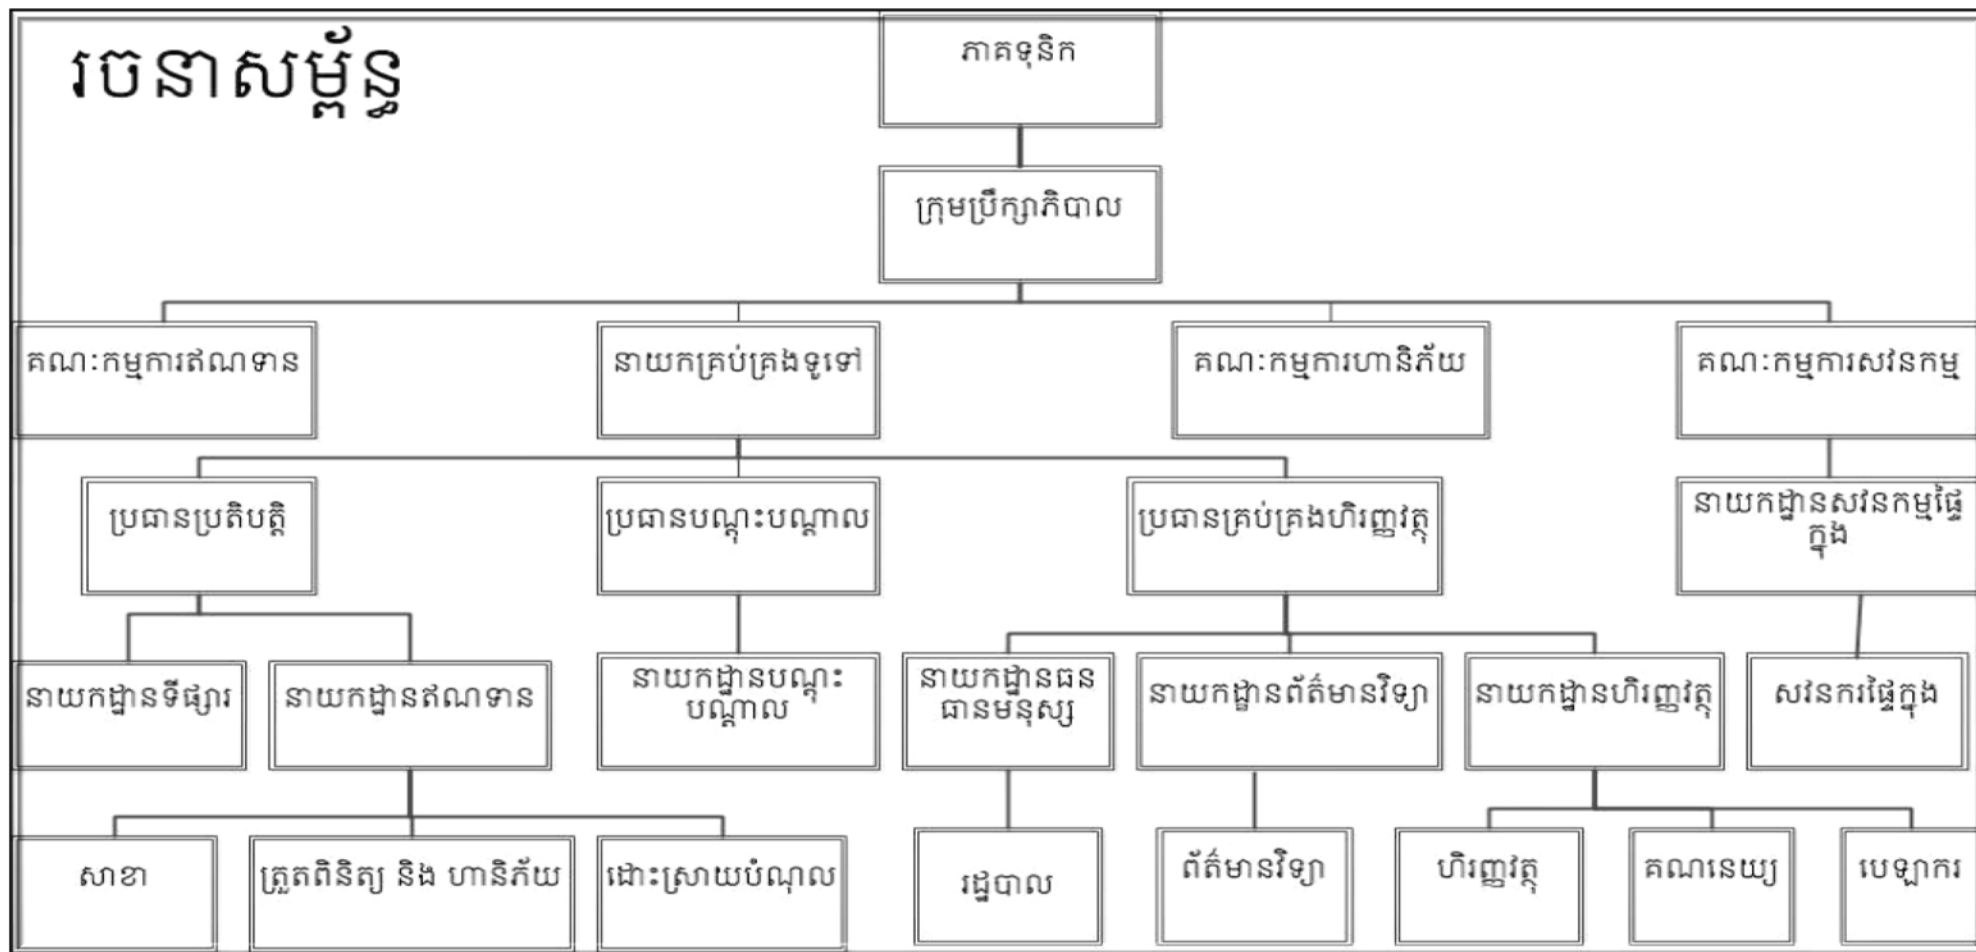 រចនាសម្ព័ន្ធ
ភាគទុនិក
ក្រុមប្រឹក្សាភិបាល
គណៈកម្មការឥណទាន
នាយកគ្រប់គ្រងទូទៅ
គណៈកម្មការហានិភ័យ
គណៈកម្មការសវនកម្ម
ប្រធានប្រតិបត្តិ
ប្រធានបណ្តុះបណ្តាល
ប្រធានគ្រប់គ្រងហិរញ្ញវត្ថុ
នាយកដ្ឋានសវនកម្មផ្ទៃ
ក្នុង
នាយកដ្ឋានទីផ្សារ
នាយកដ្ឋានឥណទាន
នាយកដ្ឋានបណ្តុះ
បណ្តាល
នាយកដ្ឋានធន
ធានមនុស្ស
នាយកដ្ឋានព័ត៌មានវិទ្យា
នាយកដ្ឋានហិរញ្ញវត្ថុ
សវនករផ្ទៃក្នុង
សាខា
ត្រួតពិនិត្យ និង ហានិភ័យ
ដោះស្រាយបំណុល
រដ្ឋបាល
ព័ត៌មានវិទ្យា
ហិរញ្ញវត្ថុ
គណនេយ្យ
បេឡាករ